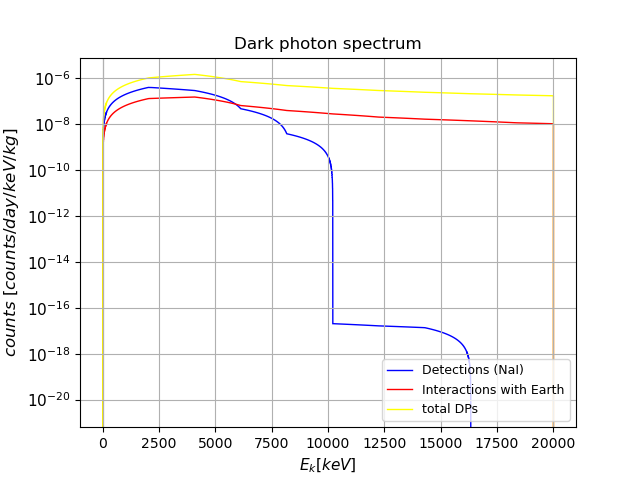 Dark photon spectrum
counts [counts/day/keV/kg]
10⁻⁶
10⁻⁸
10⁻¹⁰
10⁻¹²
10⁻¹⁴
10⁻¹⁶
10⁻¹⁸
10⁻²⁰
Detections (NaI)
Interactions with Earth
total DPs
0 2500 5000 7500 10000 12500 15000 17500 20000
Eₖ[keV]